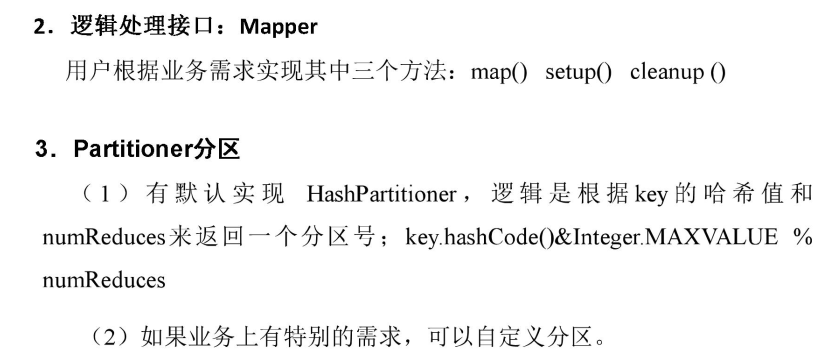 2．逻辑处理接口：Mapper
用户根据业务需求实现其中三个方法：map() setup() cleanup ()
3．Partitioner分区
（1）有默认实现 HashPartitioner，逻辑是根据key的哈希值和
numReduces来返回一个分区号；key.hashCode()&Integer.MAXVALUE %
numReduces
（2）如果业务上有特别的需求，可以自定义分区。